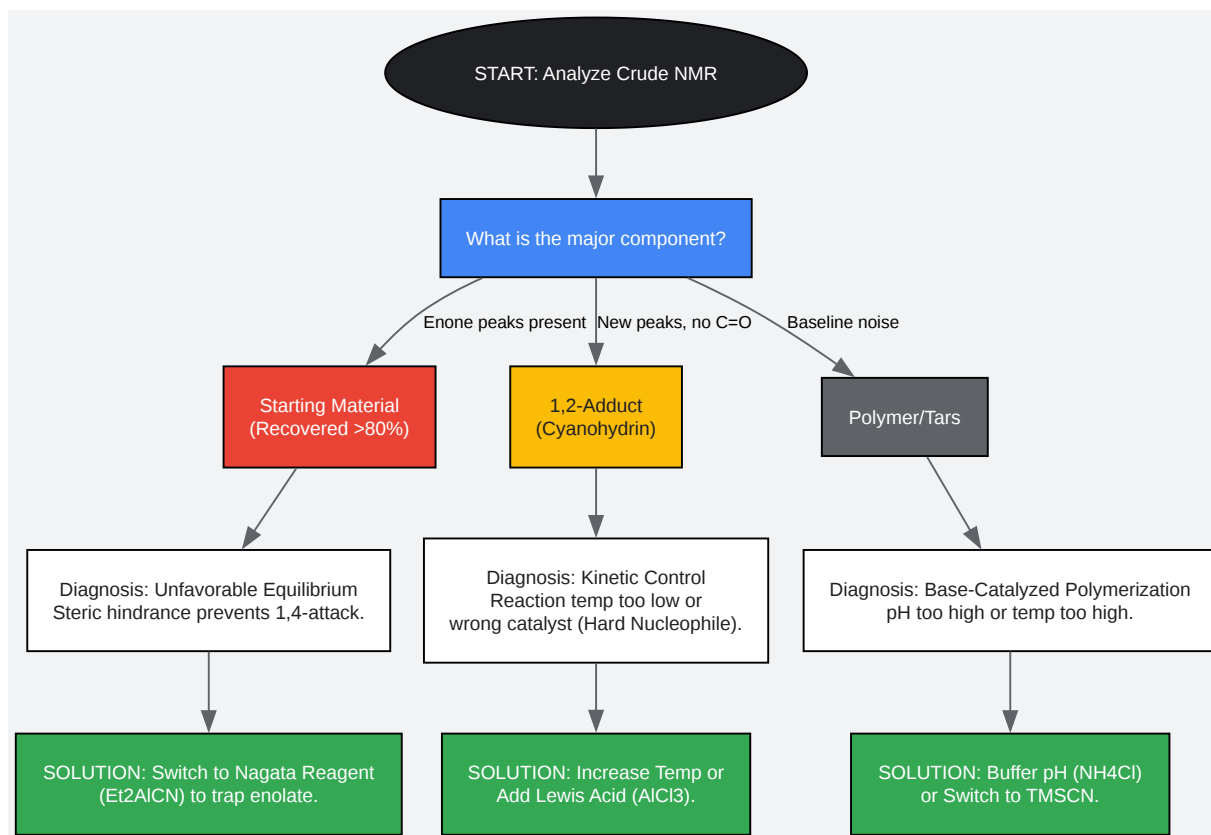 START: Analyze Crude NMR
What is the major component?
Enone peaks present
New peaks, no C=O
Baseline noise
Starting Material
(Recovered >80%)
1,2-Adduct
(Cyanohydrin)
Polymer/Tars
Diagnosis: Unfavorable Equilibrium
Steric hindrance prevents 1,4-attack.
Diagnosis: Kinetic Control
Reaction temp too low or
wrong catalyst (Hard Nucleophile).
Diagnosis: Base-Catalyzed Polymerization
pH too high or temp too high.
SOLUTION: Switch to Nagata Reagent
(Et2AlCN) to trap enolate.
SOLUTION: Increase Temp or
Add Lewis Acid (AlCl3).
SOLUTION: Buffer pH (NH4Cl)
or Switch to TMSCN.